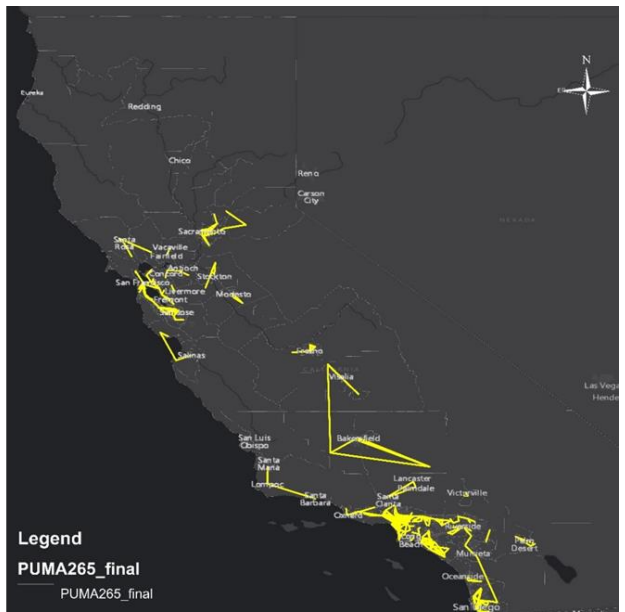 N
Eureka
Redding
Chico
Reno
Carson
City
NEVADA
Sacramento
Santa
Rosa
Vacaville
Fairfield
Antioch
Concord
Stockton
San Francisco
Livermore
Fremont
Modesto
San Jose
Salinas
Fresno
Visalia
Las Vega
Hende
San Luis
Obispo
Bakersfield
Santa
Maria
Lompoc
Lancaster
Palmdale
Santa
Clarita
Victorville
Santa
Barbara
Oxnard
Riverside
Long
Beach
Palm
Desert
Murrieta
Oceanside
San Diego
Legend
PUMA265_final
PUMA265_final